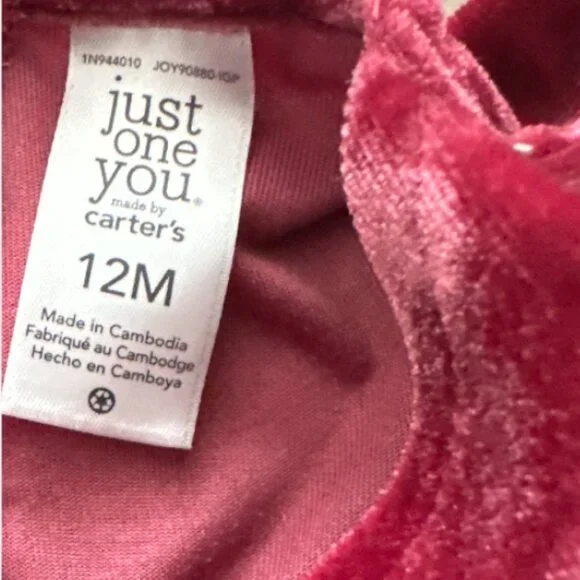 1N944010 JOY90880-IGP
just
one
you®
made by
carter's
12M
Made in Cambodia
Fabriqué au Cambodge
Hecho en Camboya